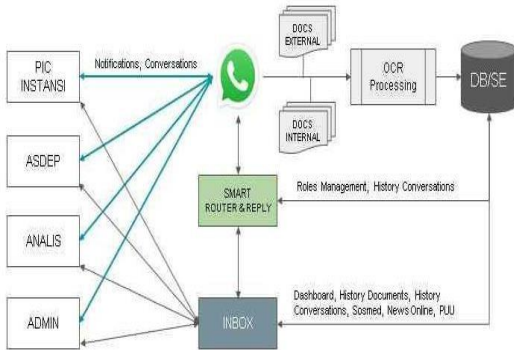 DOCS
EXTERNAL
PIC
INSTANSI
Notifications, Conversations
OCR
Processing
DB/SE
DOCS
INTERNAL
ASDEP
SMART
ROUTER & REPLY
Roles Management, History Conversations
ANALIS
Dashboard, History Documents, History
Conversations, Sosmed, News Online, PUU
ADMIN
INBOX